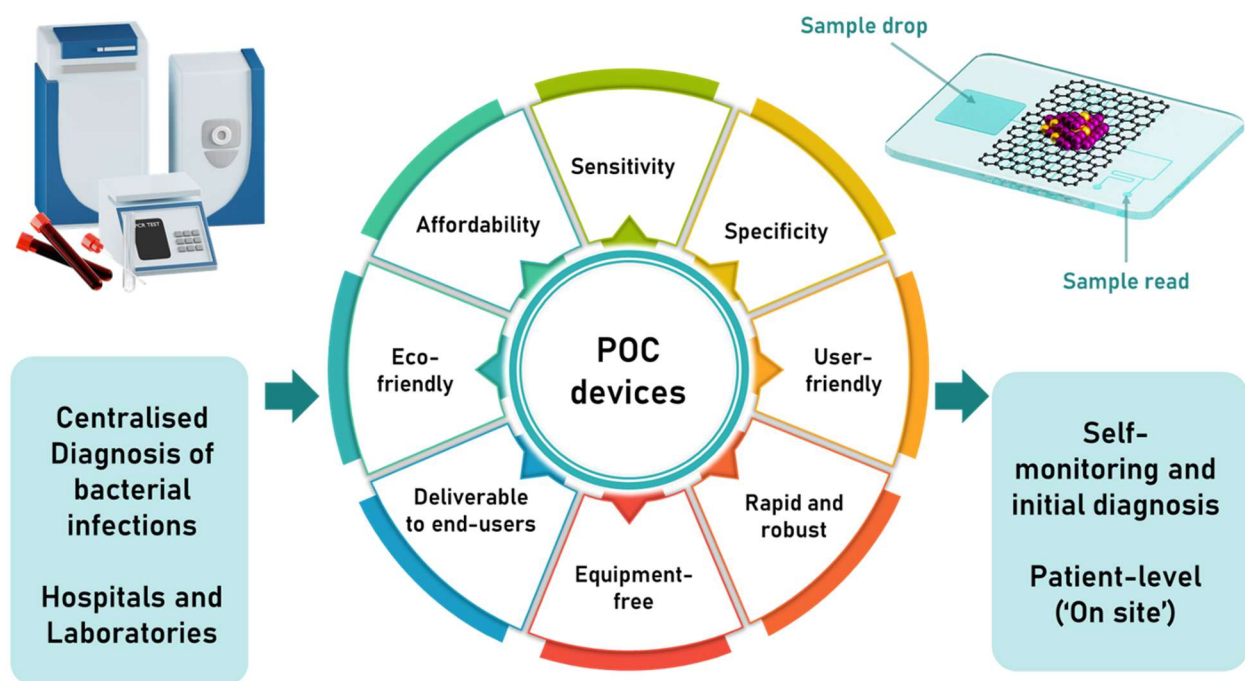 Sample drop
PCR TEST
Sample read
Sensitivity
Specificity
User-
friendly
Rapid and
robust
Equipment-
free
Deliverable
to end-users
Eco-
friendly
Affordability
POC
devices
Centralised
Diagnosis of
bacterial
infections
Hospitals and
Laboratories
Self-
monitoring and
initial diagnosis
Patient-level
(‘On site’)